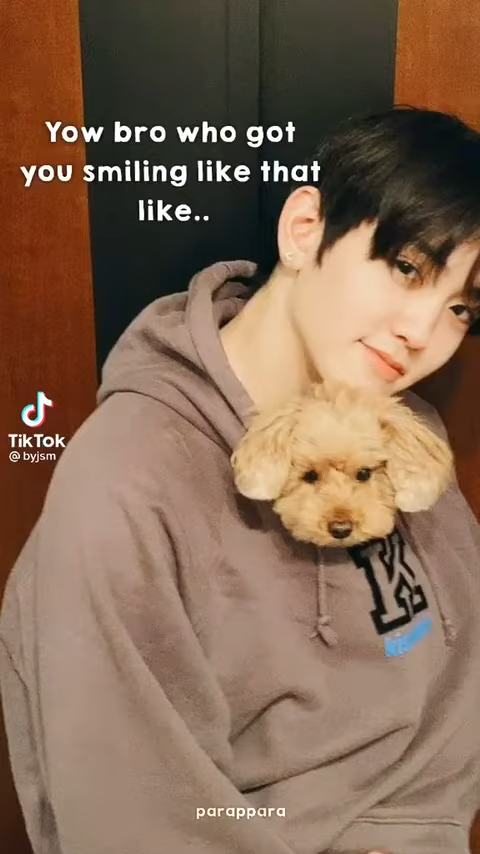 Yow bro who got
you smiling like that
like..
TikTok
@byjsm
K
parappara